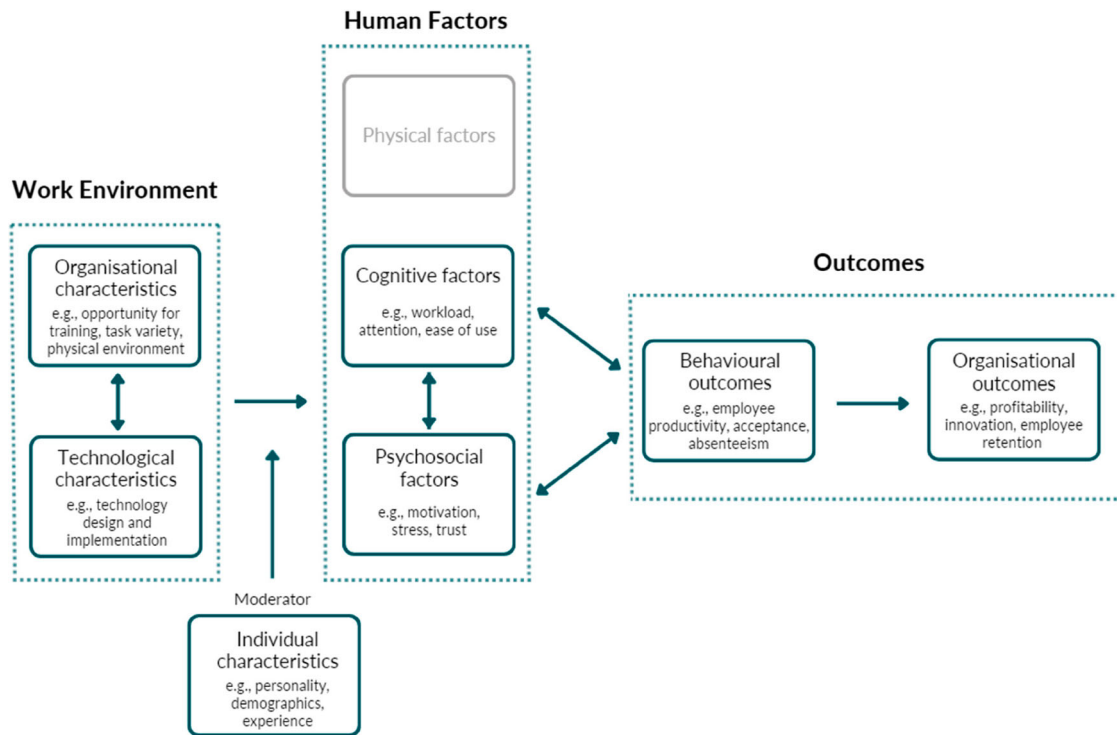 Human Factors
Physical factors
Work Environment
Organisational
characteristics
e.g., opportunity for
training, task variety,
physical environment
Technological
characteristics
e.g., technology
design and
implementation
Cognitive factors
e.g., workload,
attention, ease of use
Psychosocial
factors
e.g., motivation,
stress, trust
Moderator
Individual
characteristics
e.g., personality,
demographics,
experience
Outcomes
Behavioural
outcomes
e.g., employee
productivity, acceptance,
absenteeism
Organisational
outcomes
e.g., profitability,
innovation, employee
retention